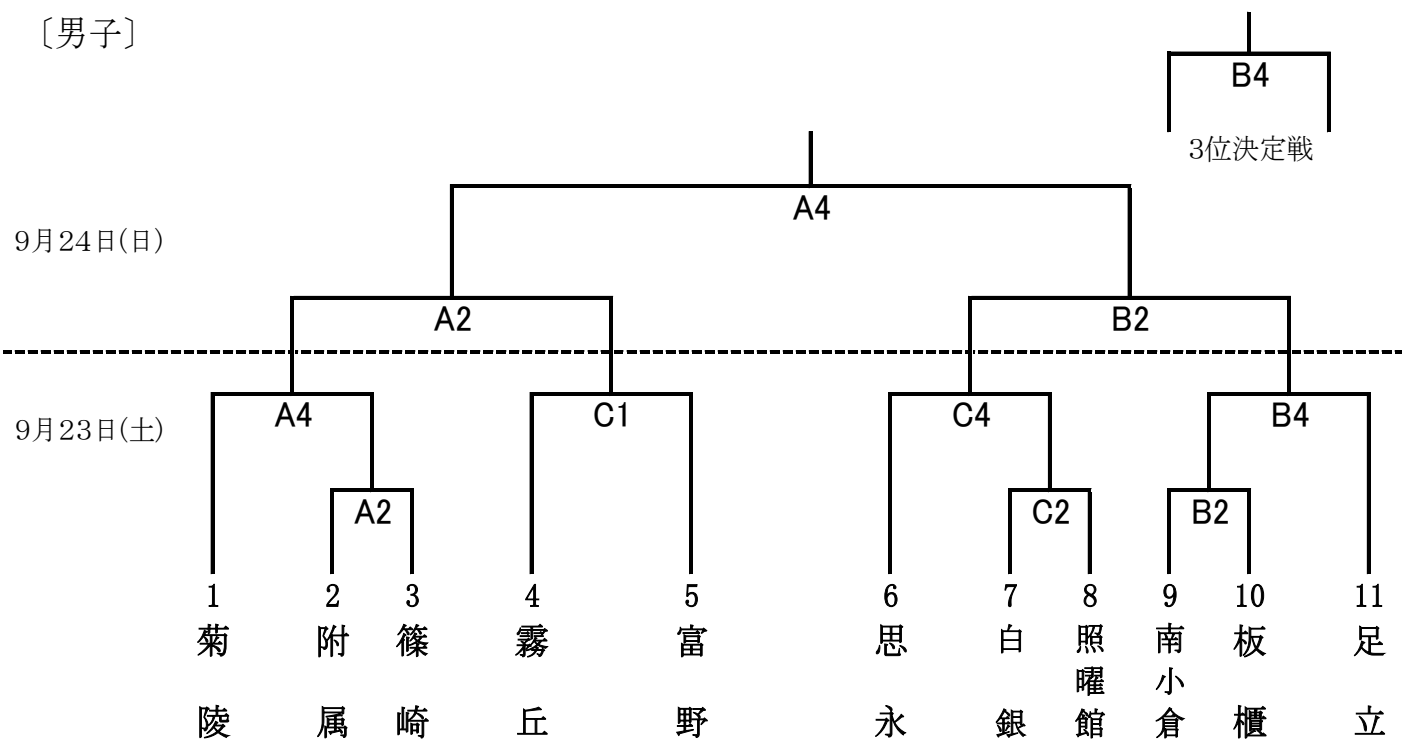 〔男子〕
B4
3位決定戦
A4
9月24日(日)
A2
B2
9月23日(土)
A4
C1
C4
B4
A2
C2
B2
1
2
3
4
5
6
7
8
9
10
11
菊陵
附属
篠崎
霧丘
富野
思永
白銀
照曜館
南小倉
板櫃
足立